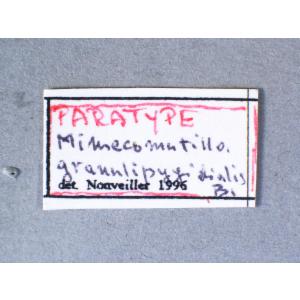 PARATYPE
Mimecomutilla
granulipygidialis
B.
det. Nonveiller 1996